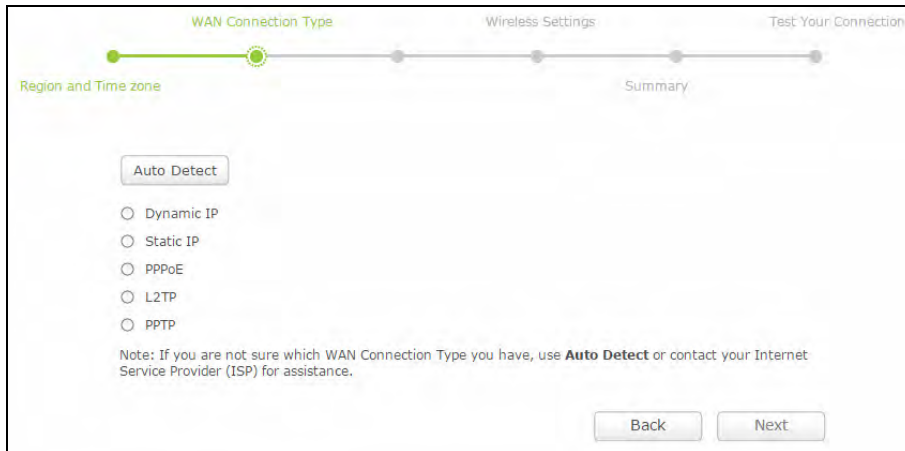 WAN Connection Type Wireless Settings Test Your Connection
Region and Time zone Summary
Auto Detect
Dynamic IP
Static IP
PPPoE
L2TP
PPTP
Note: If you are not sure which WAN Connection Type you have, use Auto Detect or contact your Internet
Service Provider (ISP) for assistance.
Back Next